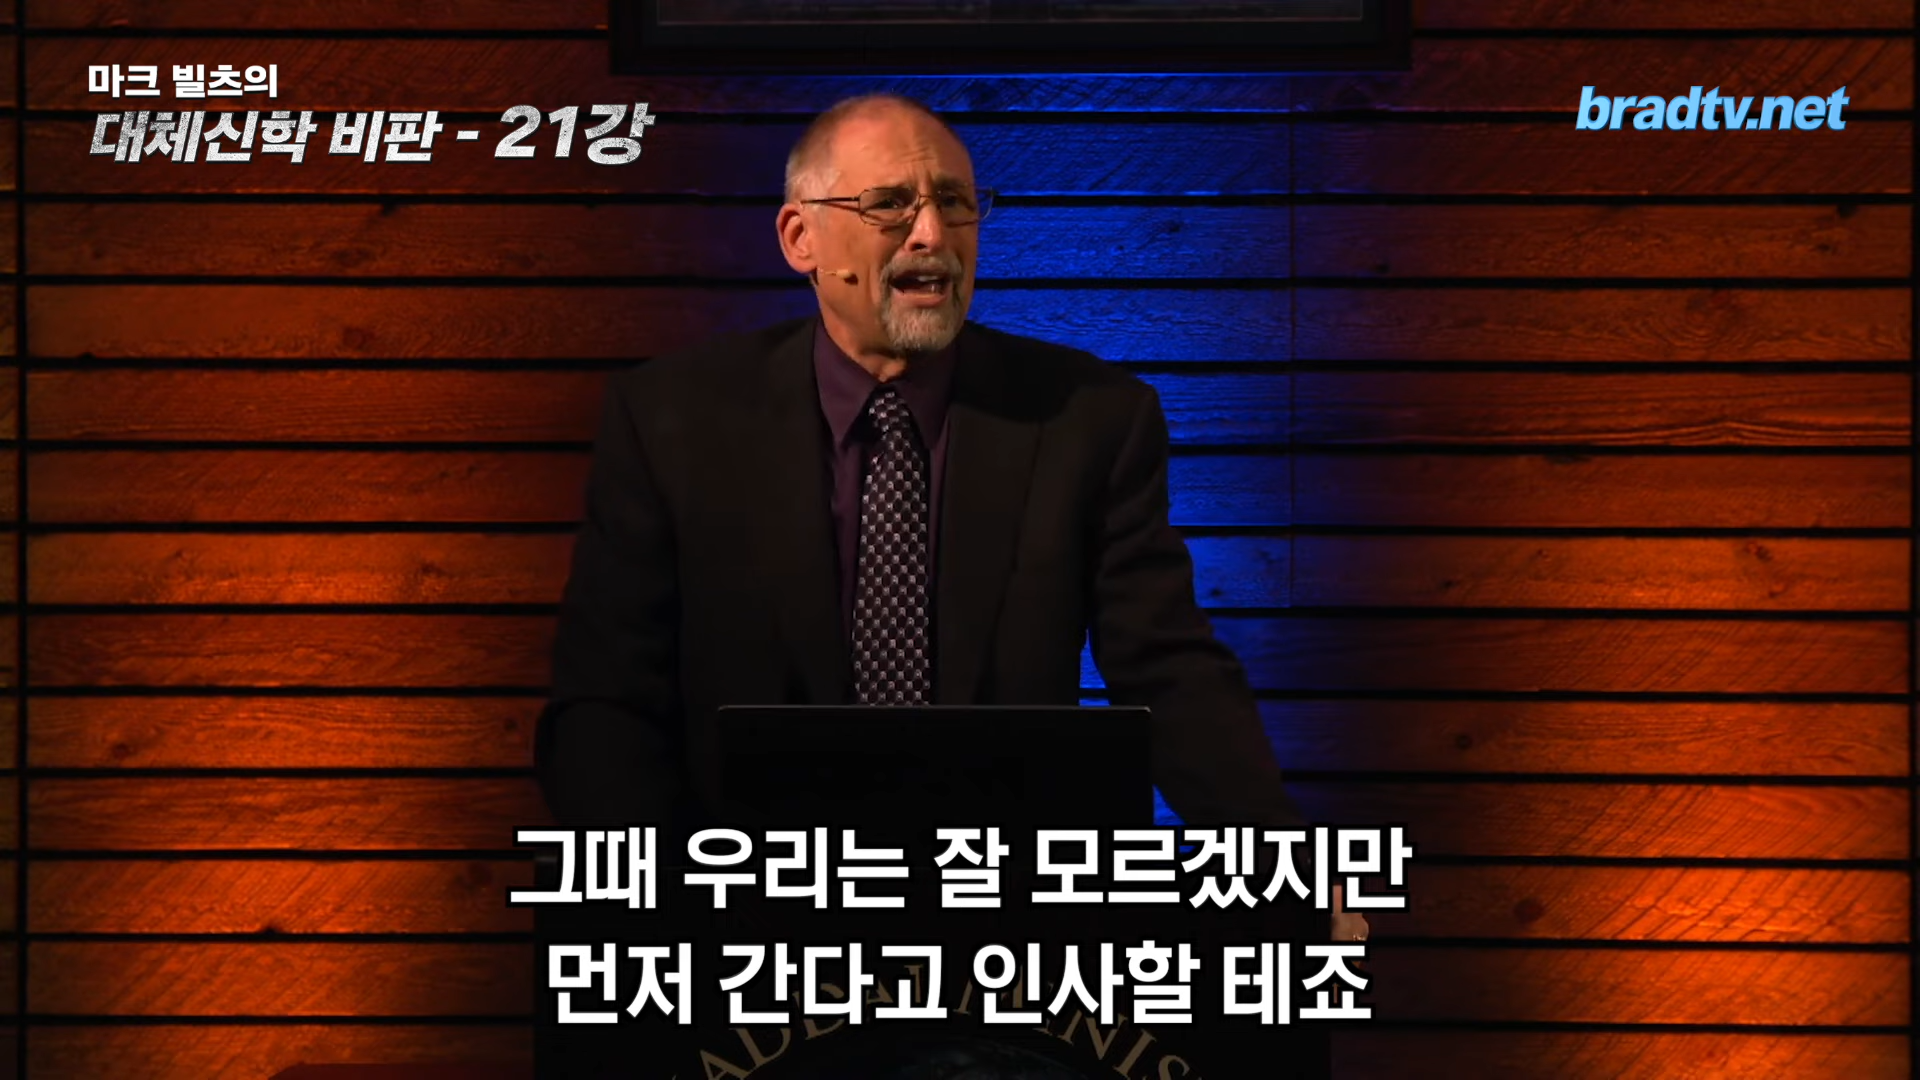 마크 빌츠의
대체신학 비판 - 21강
bradtv.net
그때 우리는 잘 모르겠지만
먼저 간다고 인사할 테죠